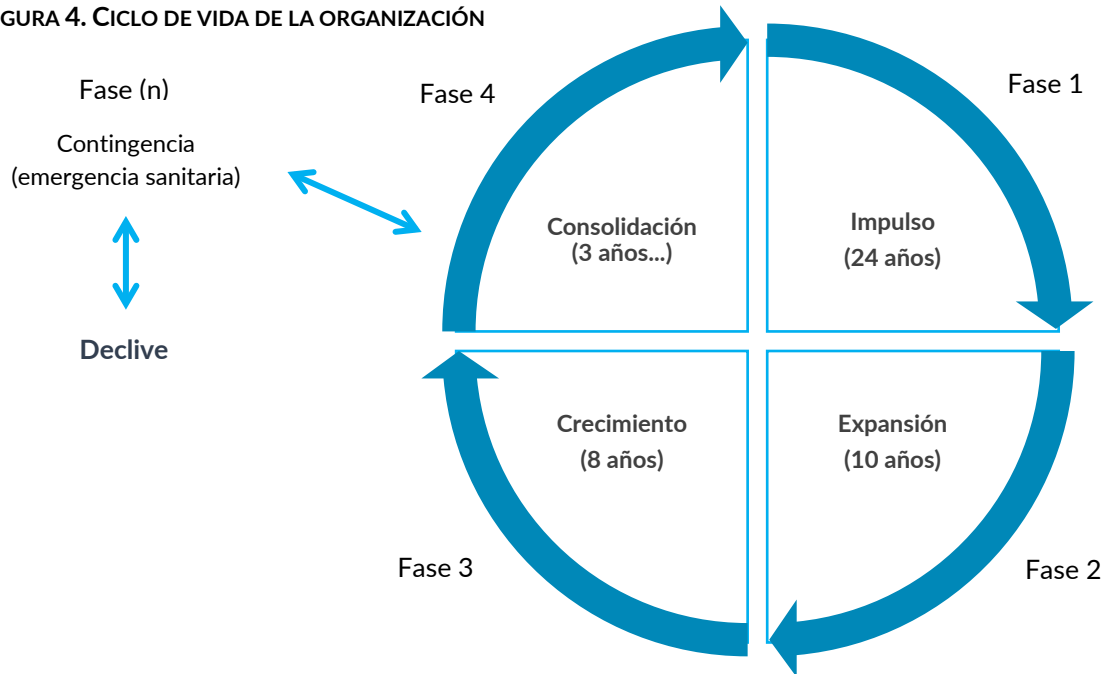 GURA 4. CICLO DE VIDA DE LA ORGANIZACIÓN
Fase (n)
Contingencia
(emergencia sanitaria)
Declive
Fase 4
Fase 1
Consolidación
(3 años...)
Impulso
(24 años)
Crecimiento
(8 años)
Expansión
(10 años)
Fase 3
Fase 2